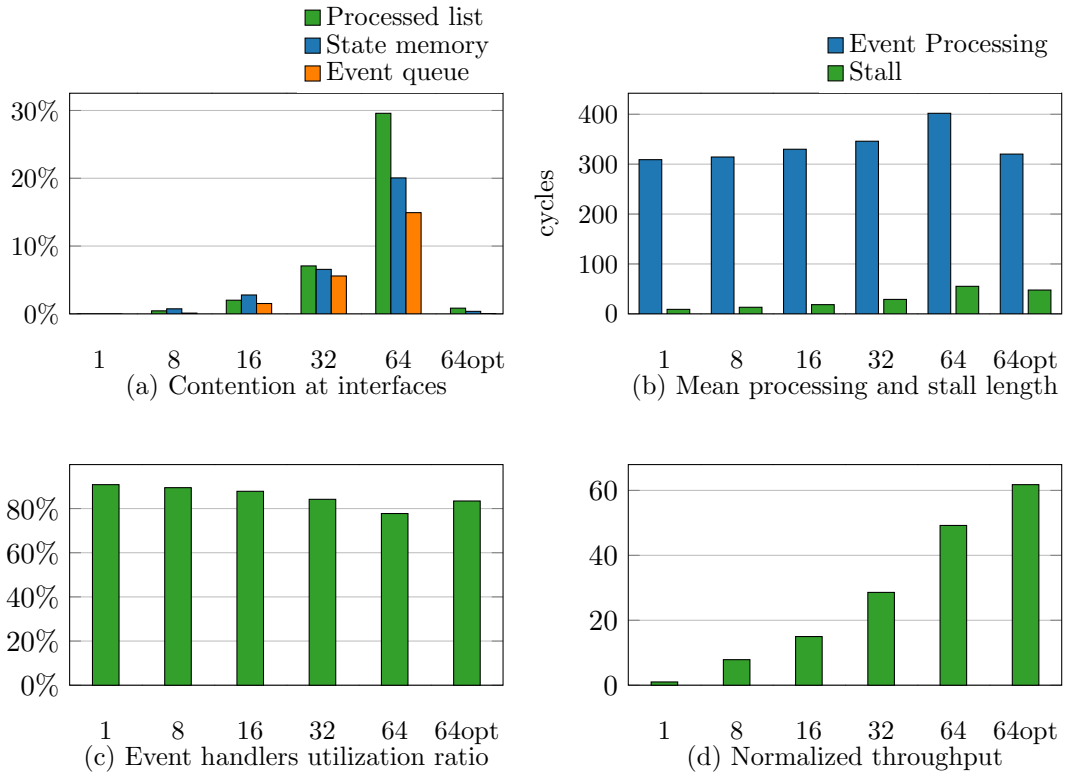 Processed list
State memory
Event queue
30%
20%
10%
0%
1 8 16 32 64 64opt
(a) Contention at interfaces
Event Processing
Stall
cycles
400
300
200
100
0
1 8 16 32 64 64opt
(b) Mean processing and stall length
80%
60%
40%
20%
0%
1 8 16 32 64 64opt
(c) Event handlers utilization ratio
60
40
20
0
1 8 16 32 64 64opt
(d) Normalized throughput